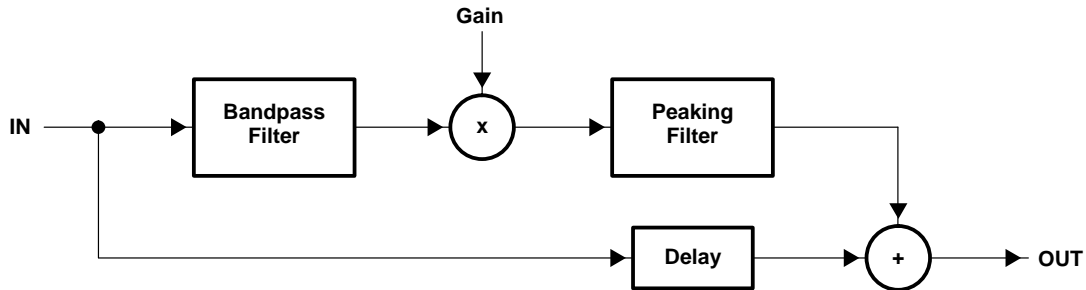 Gain
IN
Bandpass
Filter
x
Peaking
Filter
Delay
+
OUT